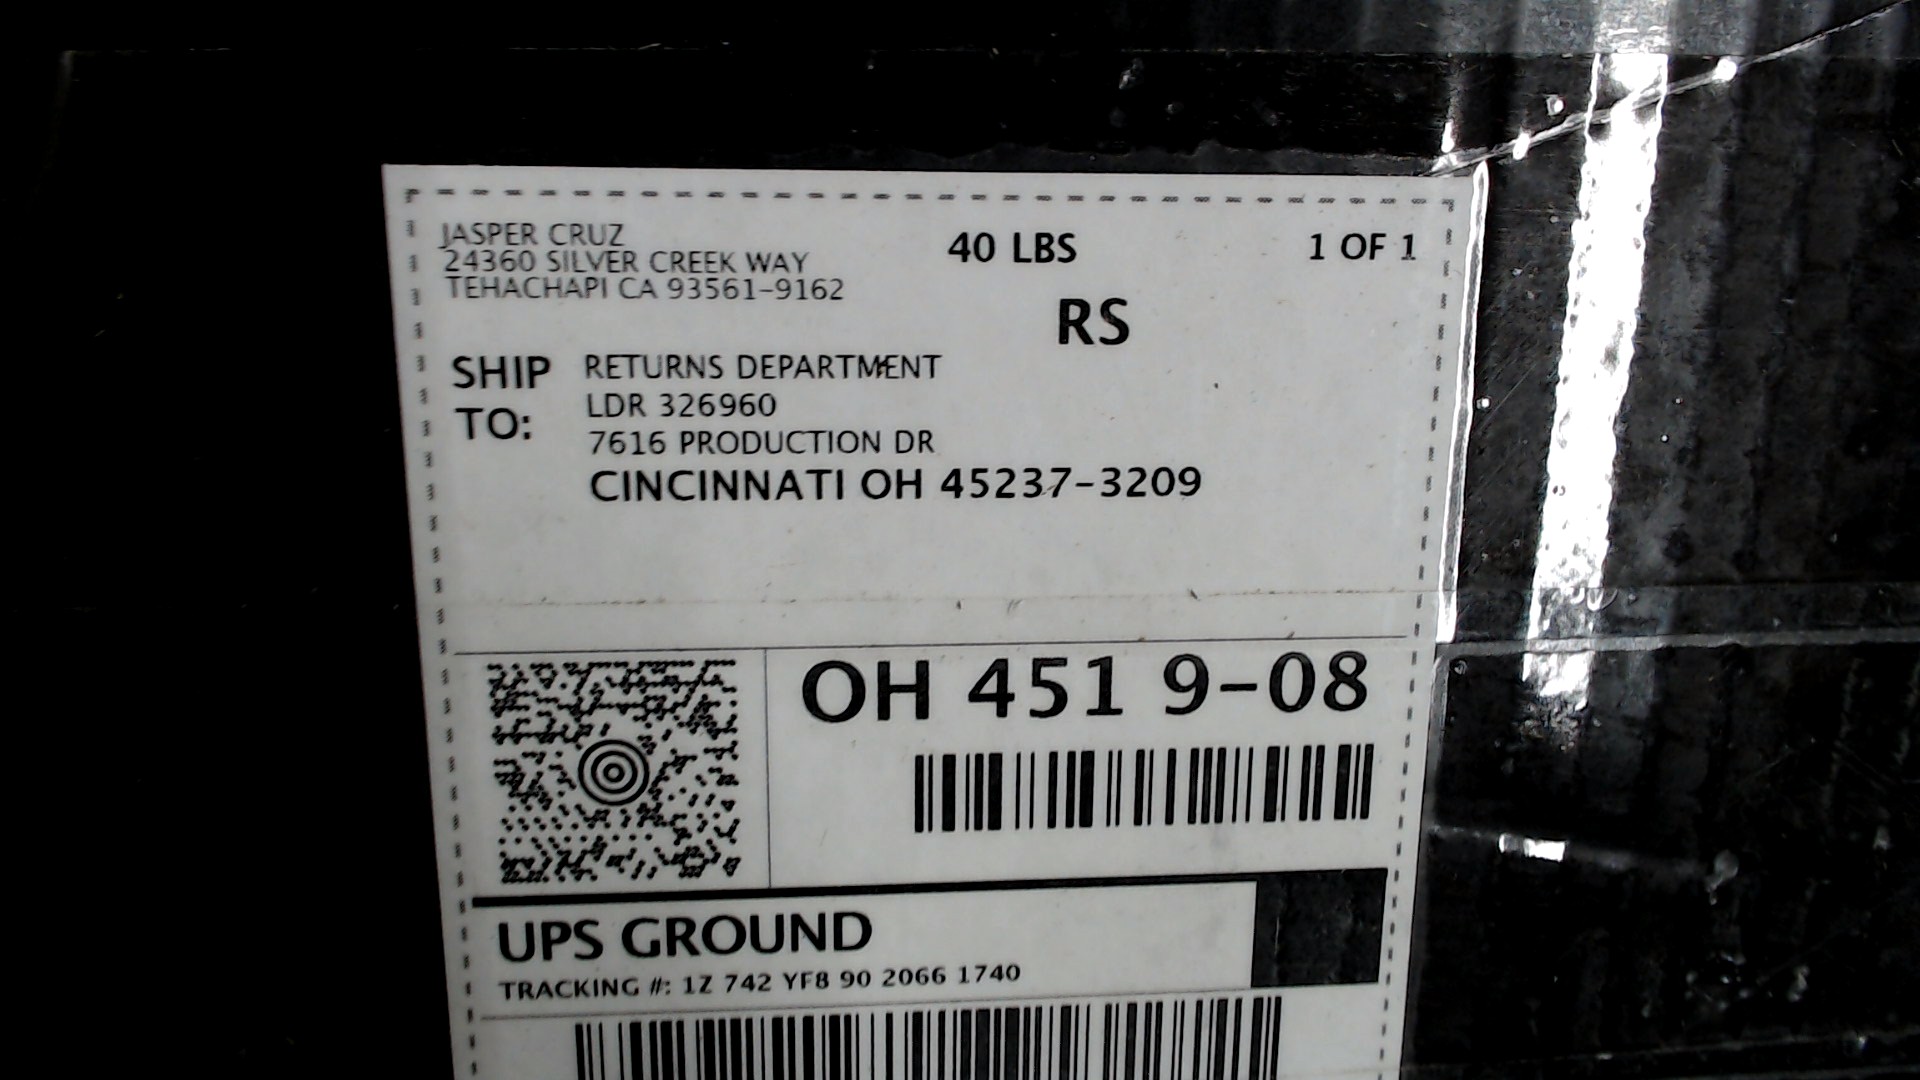 JASPER CRUZ
24360 SILVER CREEK WAY
TEHACHAPI CA 93561-9162
40 LBS
1 OF 1
RS
SHIP TO:
RETURNS DEPARTMENT
LDR 326960
7616 PRODUCTION DR
CINCINNATI OH 45237-3209
OH 451 9-08
UPS GROUND
TRACKING #: 1Z 742 YF8 90 2066 1740